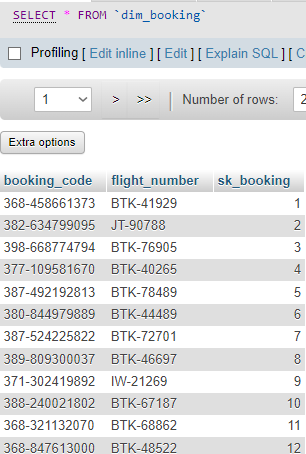 SELECT * FROM `dim_booking`
Profiling [ Edit inline ] [ Edit ] [ Explain SQL ] [ C
1 > >> Number of rows: 2
Extra options
booking_code flight_number sk_booking
368-458661373 BTK-41929 1
382-634799095 JT-90788 2
398-668774794 BTK-76905 3
377-109581670 BTK-40265 4
387-492192813 BTK-78489 5
380-844979889 BTK-44489 6
387-524225822 BTK-72701 7
389-809300037 BTK-46697 8
371-302419892 IW-21269 9
388-240021802 BTK-67187 10
368-321132070 BTK-68862 11
368-847613000 BTK-48522 12